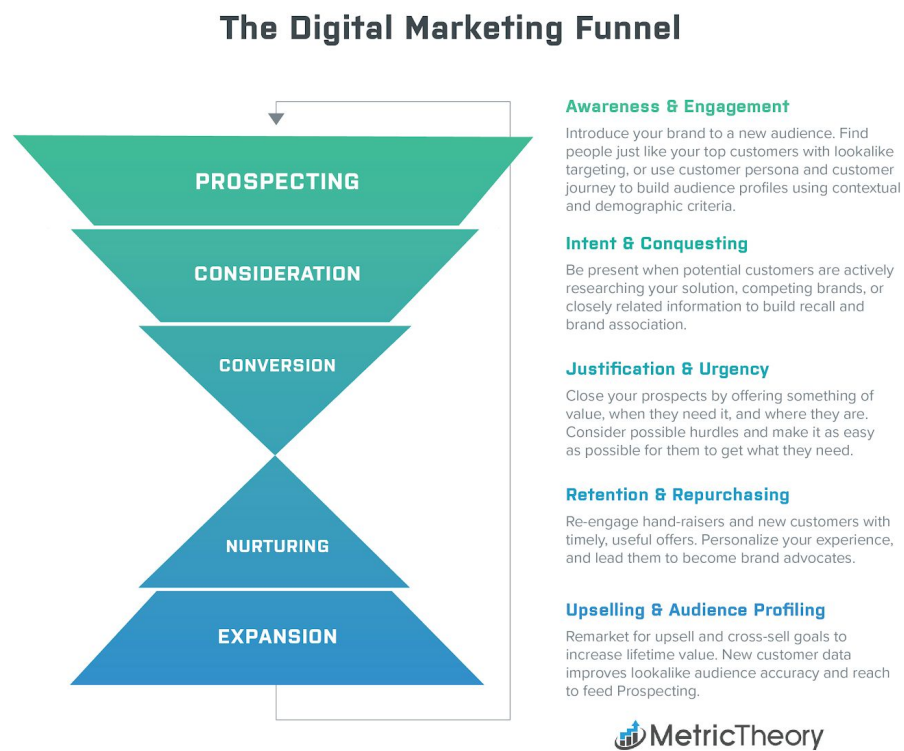 The Digital Marketing Funnel
PROSPECTING
CONSIDERATION
CONVERSION
NURTURING
EXPANSION
Awareness & Engagement
Introduce your brand to a new audience. Find
people just like your top customers with lookalike
targeting, or use customer persona and customer
journey to build audience profiles using contextual
and demographic criteria.
Intent & Conquesting
Be present when potential customers are actively
researching your solution, competing brands, or
closely related information to build recall and
brand association.
Justification & Urgency
Close your prospects by offering something of
value, when they need it, and where they are.
Consider possible hurdles and make it as easy
as possible for them to get what they need.
Retention & Repurchasing
Re-engage hand-raisers and new customers with
timely, useful offers. Personalize your experience,
and lead them to become brand advocates.
Upselling & Audience Profiling
Remarket for upsell and cross-sell goals to
increase lifetime value. New customer data
improves lookalike audience accuracy and reach
to feed Prospecting.
MetricTheory